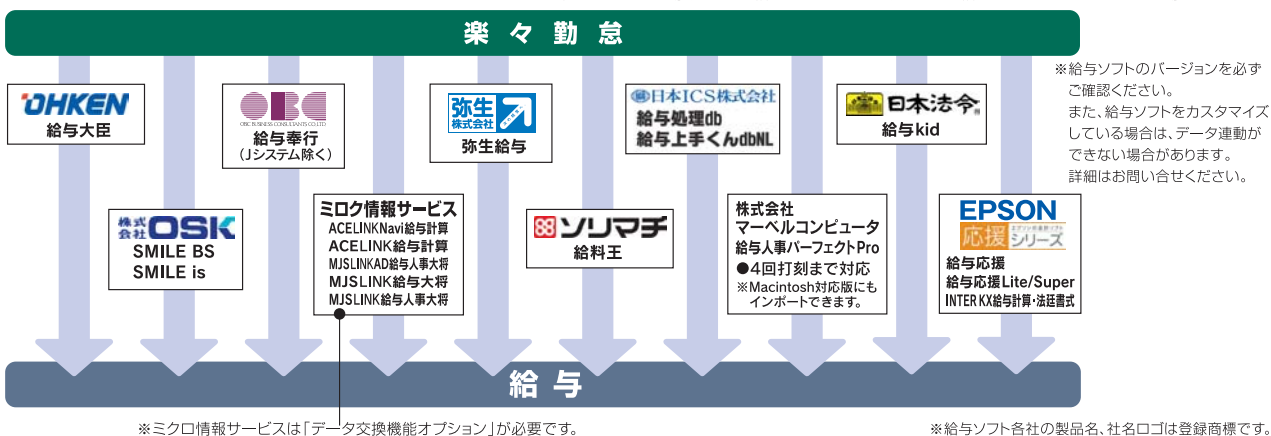 楽々勤怠
OHKEN
給与大臣
OBC
OBIC BUSINESS CONSULTANTS CO.LTD
給与奉行
(Jシステム除く)
弥生
株式会社
弥生給与
日本ICS株式会社
給与処理db
給与上手くんdbNL
日本法令
給与kid
※給与ソフトのバージョンを必ず
ご確認ください。
また、給与ソフトをカスタマイズ
している場合は、データ連動が
できない場合があります。
詳細はお問い合せください。
株式会社OSK
SMILE BS
SMILE is
ミロク情報サービス
ACELINKNavi給与計算
ACELINK給与計算
MJSLINKAD給与人事大将
MJSLINK給与大将
MJSLINK給与人事大将
ソリマチ
給料王
株式会社
マーベルコンピュータ
給与人事パーフェクトPro
●4回打刻まで対応
※Macintosh対応版にも
インポートできます。
EPSON
応援シリーズ
給与応援
給与応援Lite/Super
INTER KX給与計算・法廷書式
給与
※ミクロ情報サービスは「データ交換機能オプション」が必要です。
※給与ソフト各社の製品名、社名ロゴは登録商標です。